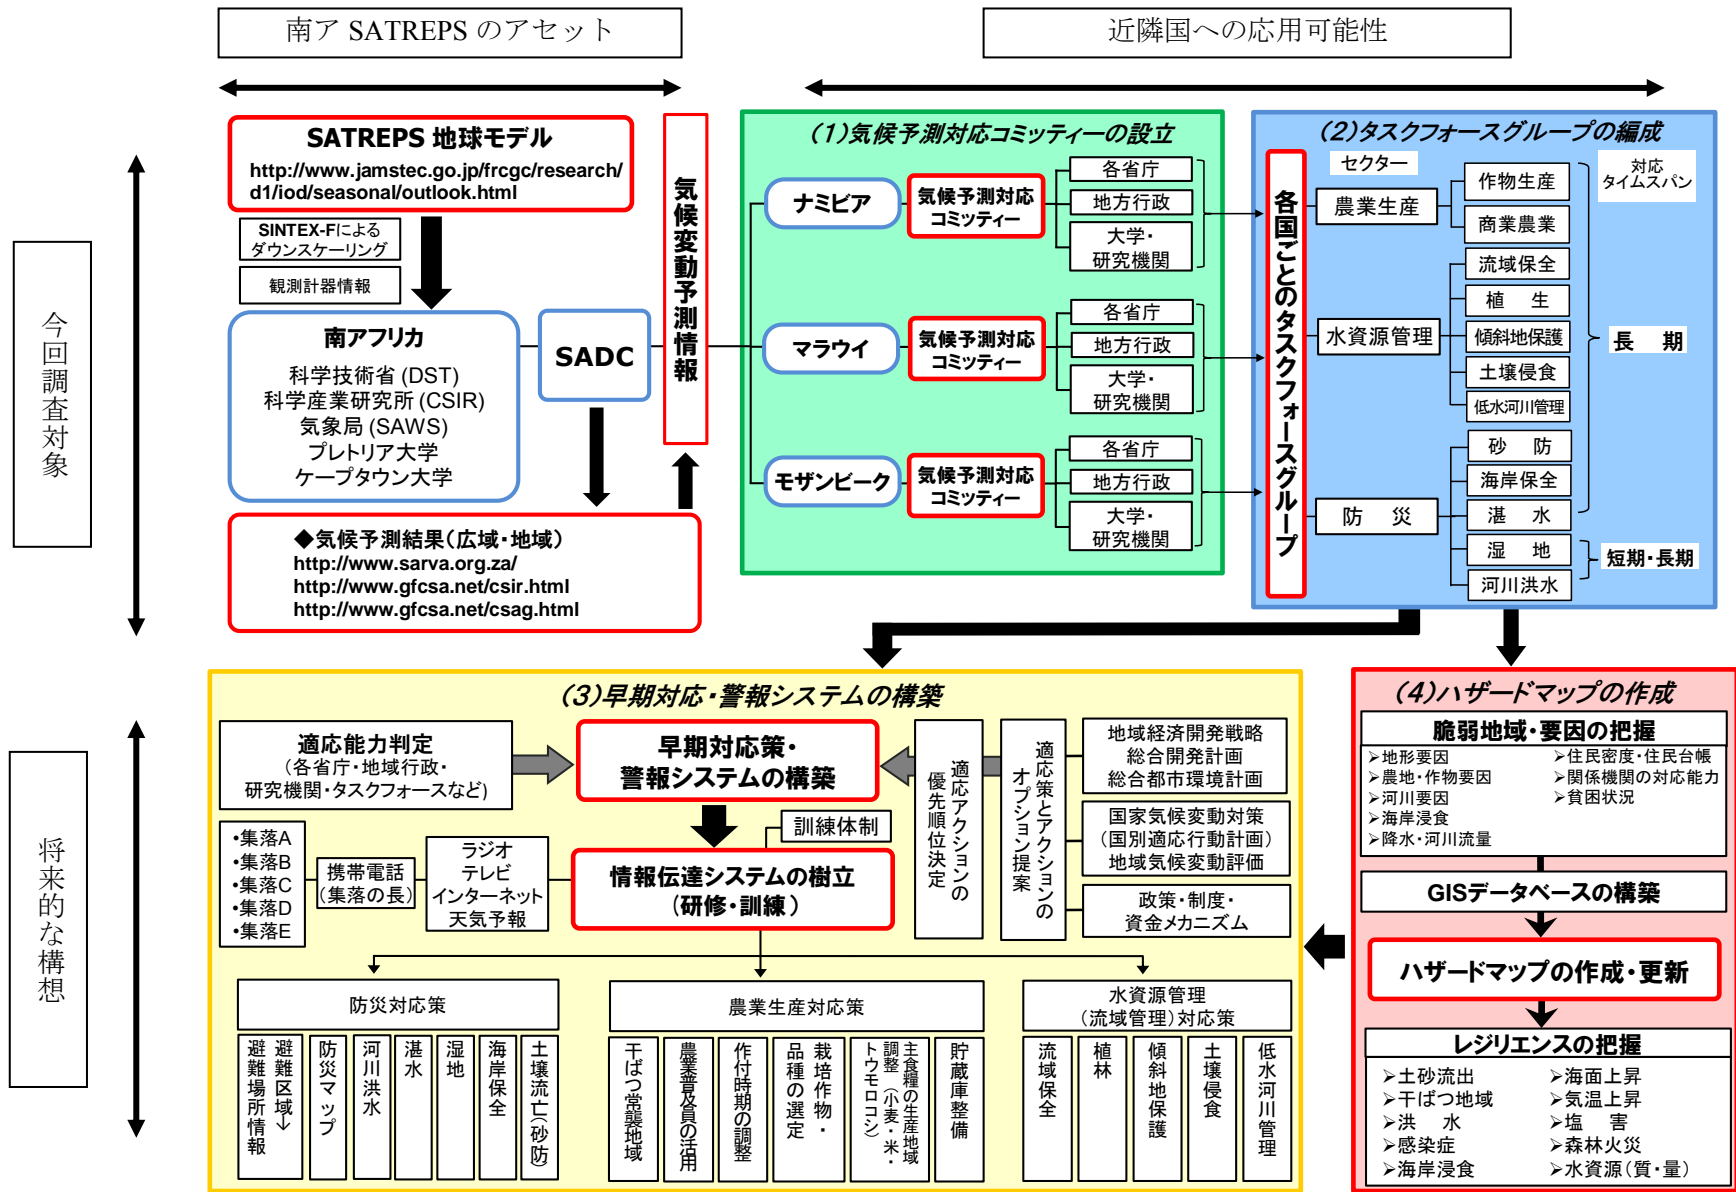 南ア SATREPS のアセット
近隣国への応用可能性
今回調査対象
将来的な構想
SATREPS 地球モデル
http://www.jamstec.go.jp/frcgc/research/
d1/iod/seasonal/outlook.html
SINTEX-Fによる
ダウンスケーリング
観測計器情報
南アフリカ
科学技術省 (DST)
科学産業研究所 (CSIR)
気象局 (SAWS)
プレトリア大学
ケープタウン大学
SADC
◆気候予測結果(広域・地域)
http://www.sarva.org.za/
http://www.gfcsa.net/csir.html
http://www.gfcsa.net/csag.html
気候変動予測情報
(1)気候予測対応コミッティーの設立
ナミビア
気候予測対応
コミッティー
各省庁
地方行政
大学・
研究機関
マラウイ
気候予測対応
コミッティー
各省庁
地方行政
大学・
研究機関
モザンビーク
気候予測対応
コミッティー
各省庁
地方行政
大学・
研究機関
(2)タスクフォースグループの編成
各国ごとのタスクフォースグループ
セクター
対応
タイムスパン
農業生産
作物生産
商業農業
水資源管理
流域保全
植 生
傾斜地保護
土壌侵食
低水河川管理
防 災
砂 防
海岸保全
湛 水
湿 地
河川洪水
長 期
短期・長期
(3)早期対応・警報システムの構築
適応能力判定
(各省庁・地域行政・
研究機関・タスクフォースなど)
早期対応策・
警報システムの構築
訓練体制
情報伝達システムの樹立
(研修・訓練)
•集落A
•集落B
•集落C
•集落D
•集落E
携帯電話
(集落の長)
ラジオ
テレビ
インターネット
天気予報
適応アクションの
優先順位決定
適応策とアクションの
オプション提案
地域経済開発戦略
総合開発計画
総合都市環境計画
国家気候変動対策
(国別適応行動計画)
地域気候変動評価
政策・制度・
資金メカニズム
防災対応策
避難区域↓
避難場所情報
防災マップ
河川洪水
湛水
湿地
海岸保全
土壌流亡(砂防)
農業生産対応策
干ばつ常襲地域
農業普及員の活用
作付時期の調整
栽培作物・
品種の選定
主食糧の生産地域
調整(小麦・米・
トウモロコシ)
貯蔵庫整備
水資源管理
(流域管理)対応策
流域保全
植林
傾斜地保護
土壌侵食
低水河川管理
(4)ハザードマップの作成
脆弱地域・要因の把握
➢地形要因
➢農地・作物要因
➢河川要因
➢海岸浸食
➢降水・河川流量
➢住民密度・住民台帳
➢関係機関の対応能力
➢貧困状況
GISデータベースの構築
ハザードマップの作成・更新
レジリエンスの把握
➢土砂流出
➢干ばつ地域
➢洪 水
➢感染症
➢海岸浸食
➢海面上昇
➢気温上昇
➢塩 害
➢森林火災
➢水資源(質・量)